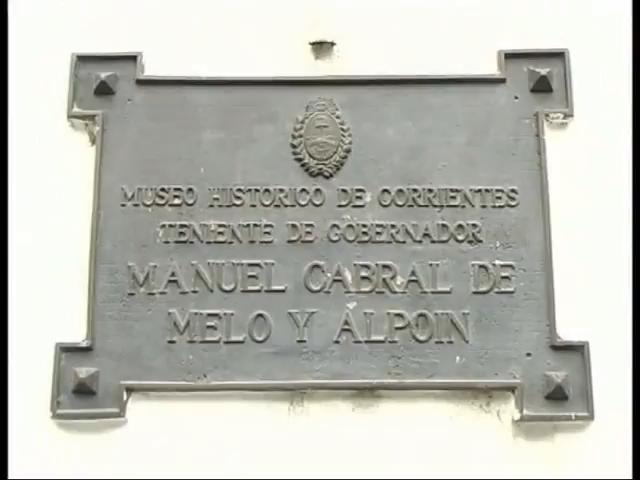 MUSEO HISTORICO DE CORRIENTES
TENIENTE DE GOBERNADOR
MANUEL CABRAL DE
MELO Y ALPOIN